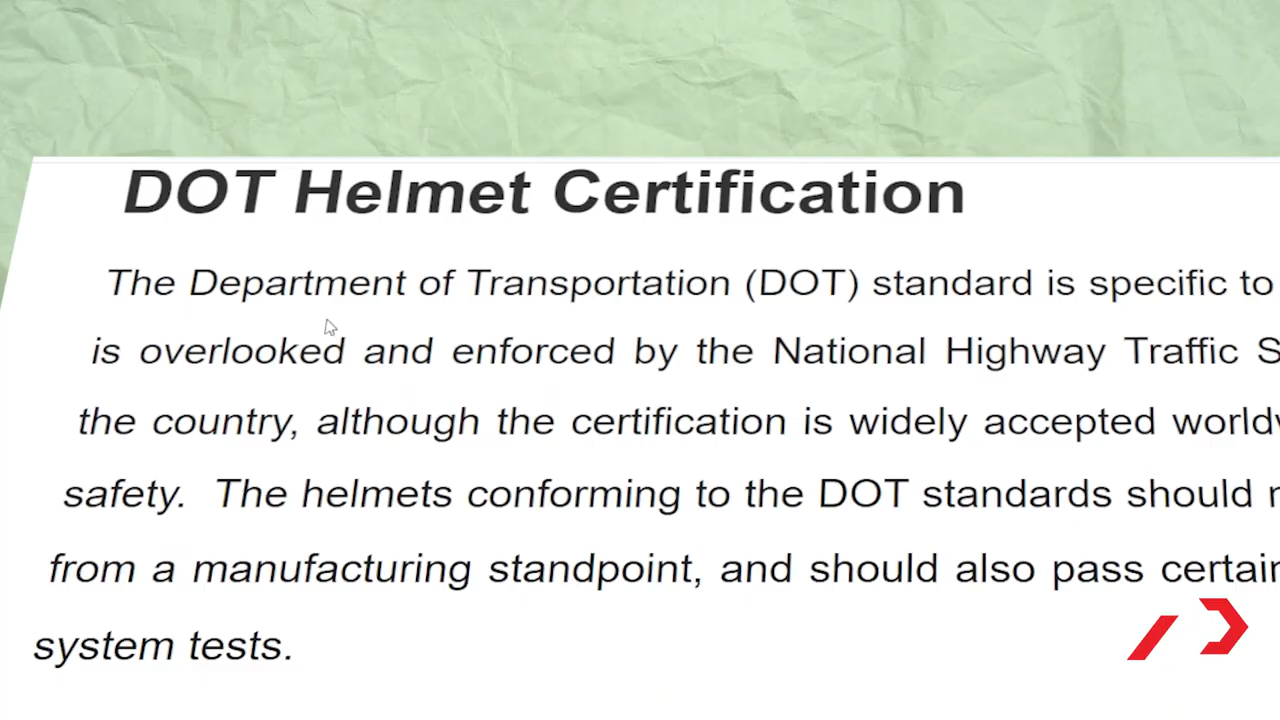 DOT Helmet Certification
The Department of Transportation (DOT) standard is specific to
is overlooked and enforced by the National Highway Traffic
the country, although the certification is widely accepted
safety. The helmets conforming to the DOT standards should
from a manufacturing standpoint, and should also pass
system tests.